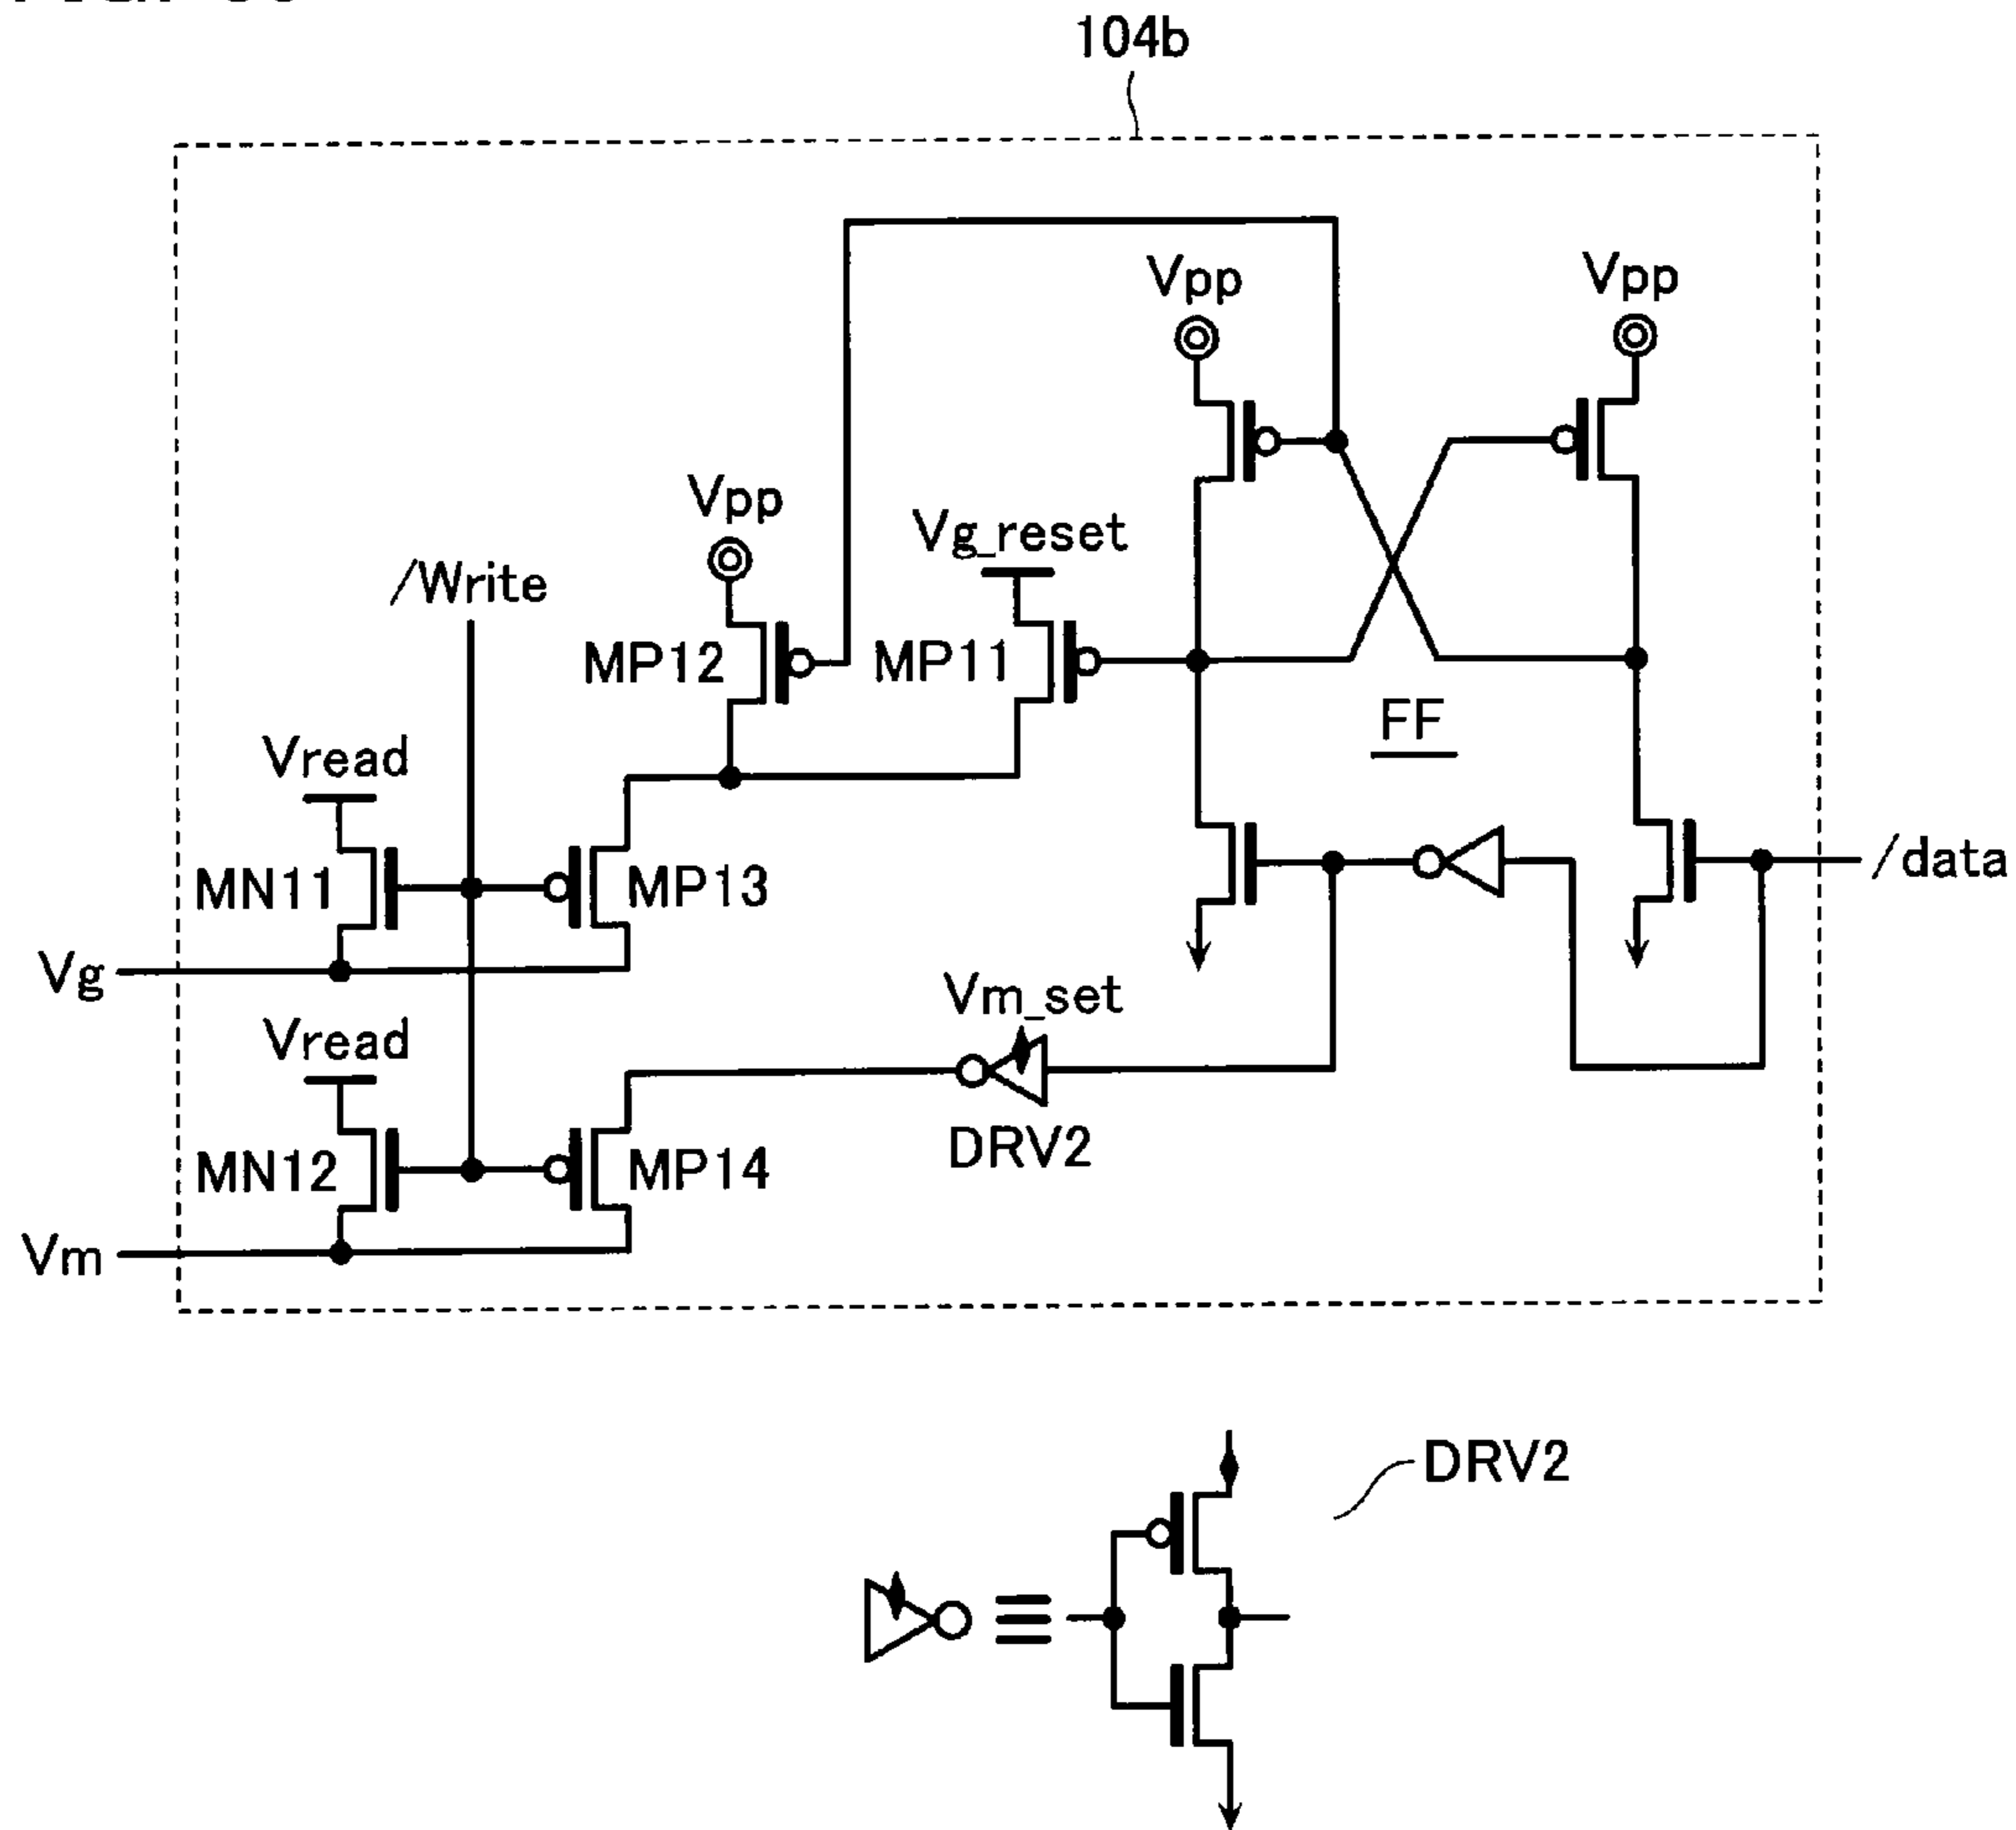 104b
Vpp
Vpp
Vpp
Vg_reset
/Write
MP12
MP11
FF
Vread
/data
MN11
MP13
Vg
Vm_set
Vread
DRV2
MN12
MP14
Vm
DRV2